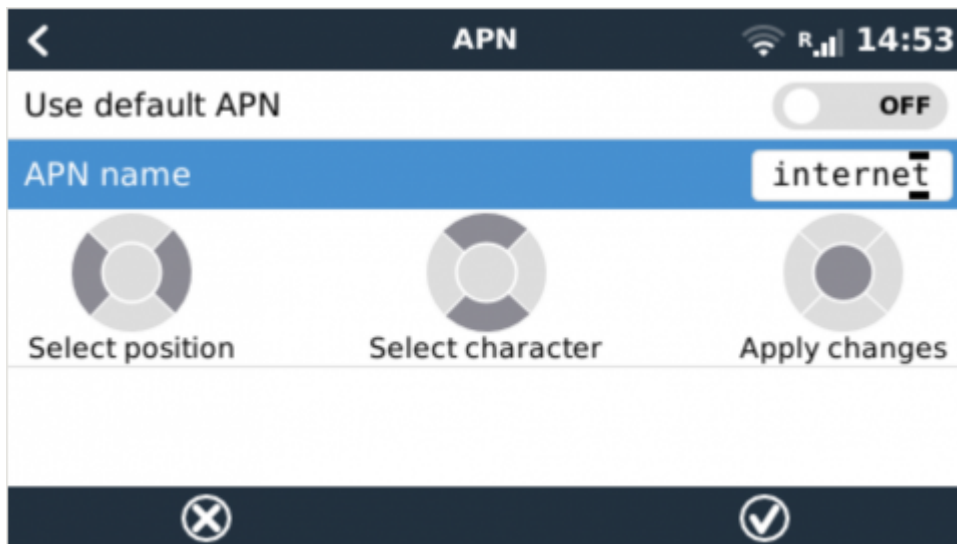 APN R 14:53
Use default APN OFF
APN name internet
Select position Select character Apply changes